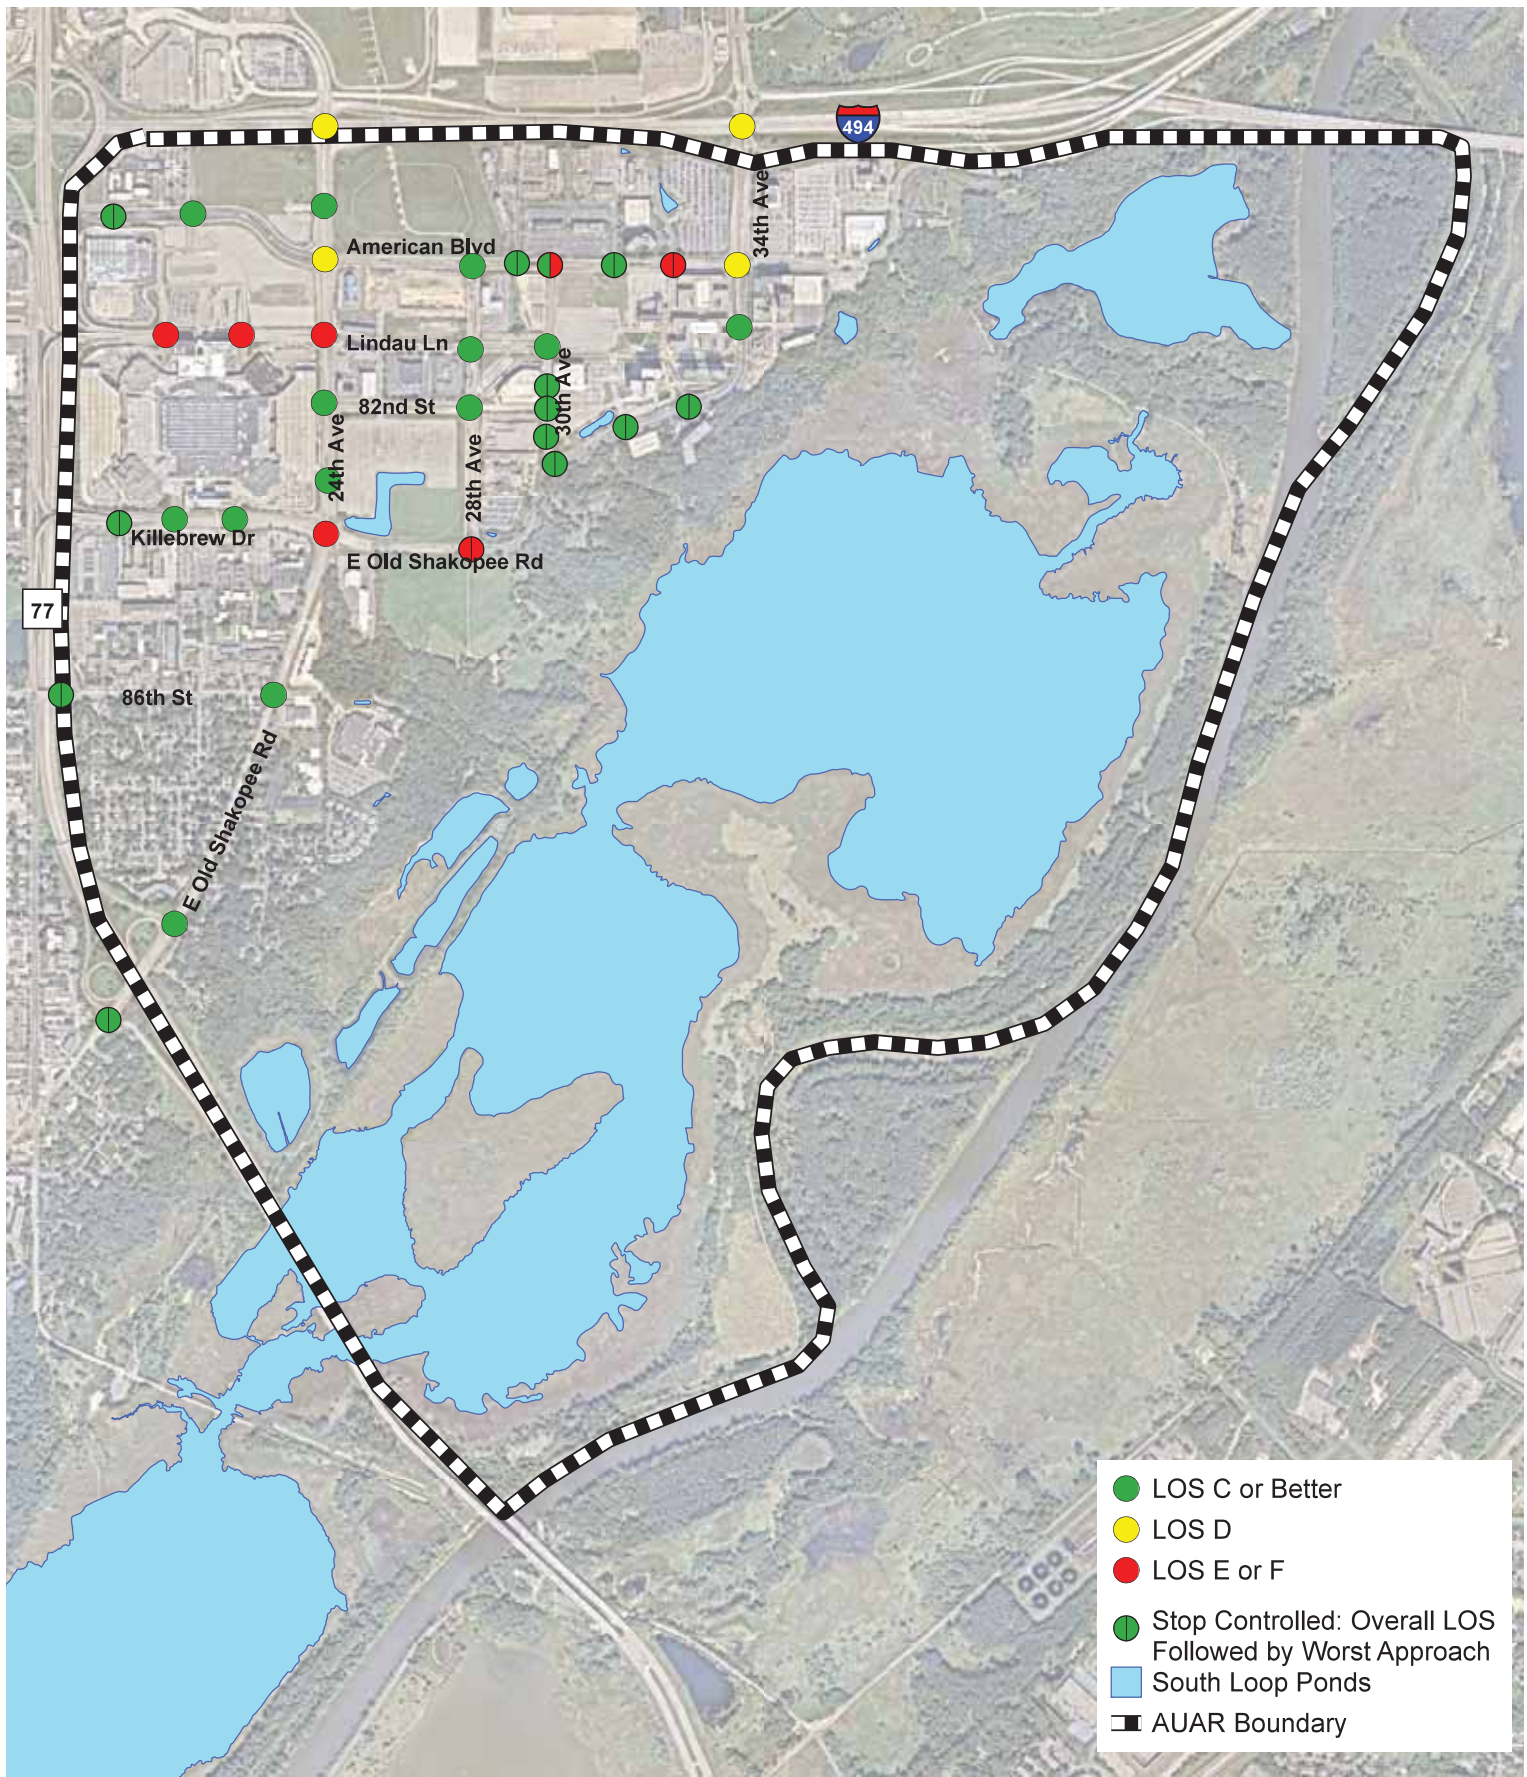 494
34th Ave
American Blvd
Lindau Ln
30th Ave
82nd St
24th Ave
28th Ave
Killebrew Dr
E Old Shakopee Rd
77
86th St
E Old Shakopee Rd
LOS C or Better
LOS D
LOS E or F
Stop Controlled: Overall LOS
Followed by Worst Approach
South Loop Ponds
AUAR Boundary